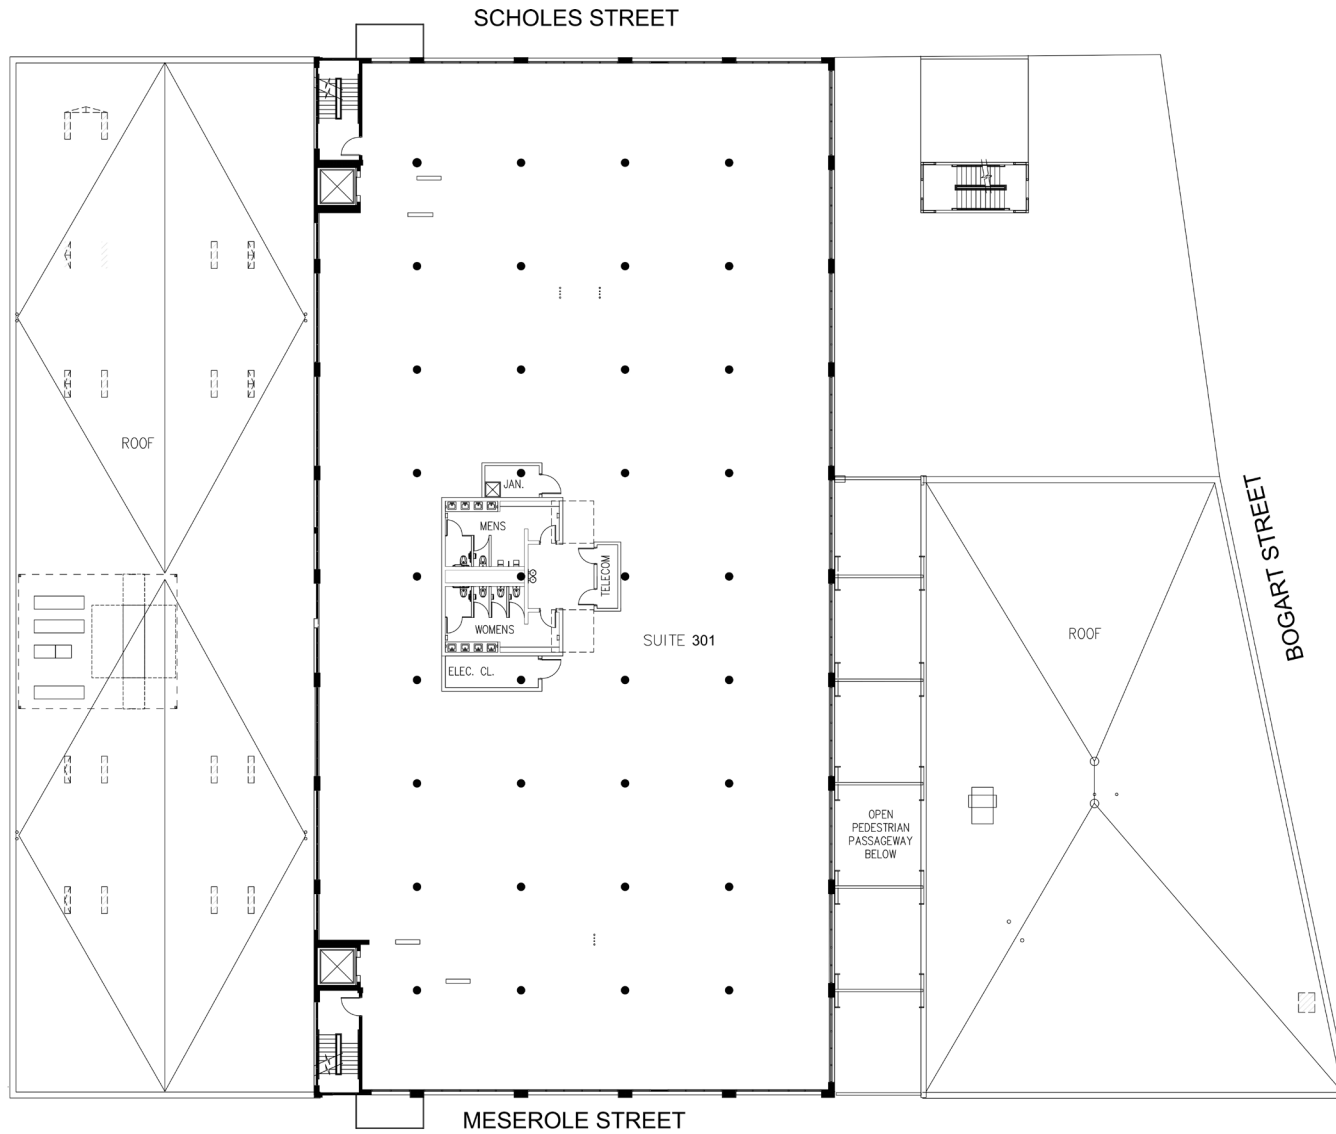 SCHOLES STREET
ROOF
JAN.
MENS
TELECOM
WOMENS
SUITE 301
ELEC. CL.
ROOF
BOGART STREET
OPEN
PEDESTRIAN
PASSAGEWAY
BELOW
MESEROLE STREET